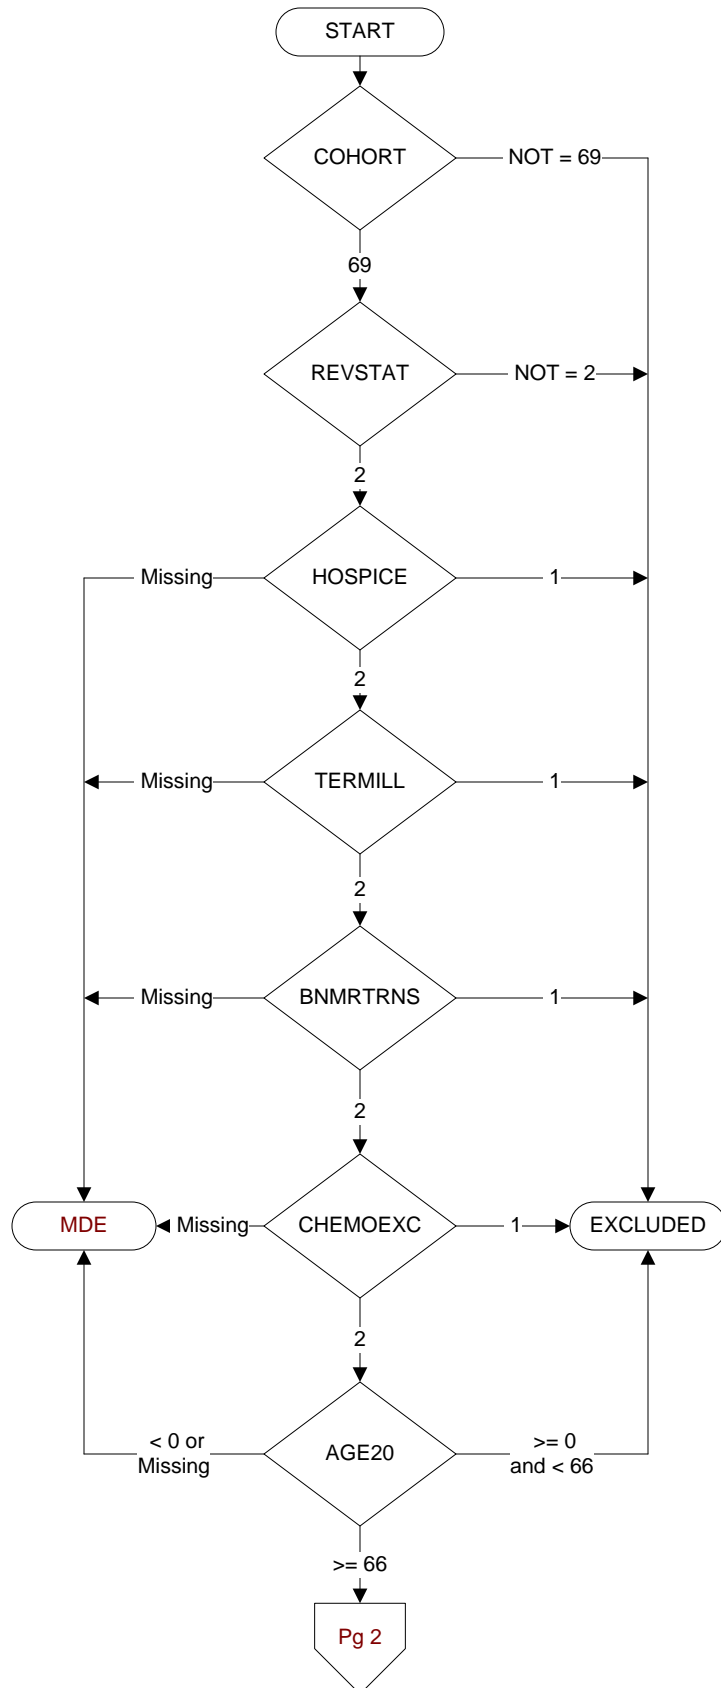 START
COHORT
NOT = 69
69
REVSTAT
NOT = 2
2
Missing
HOSPICE
1
2
Missing
TERMILL
1
2
Missing
BNMRTRNS
1
2
MDE
Missing
CHEMOEXC
1
EXCLUDED
2
< 0 or
Missing
AGE20
>= 0
and < 66
>= 66
Pg 2